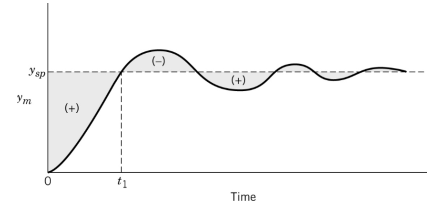 y_sp
(−)
(+)
y_m
(+)
0
t_1
Time